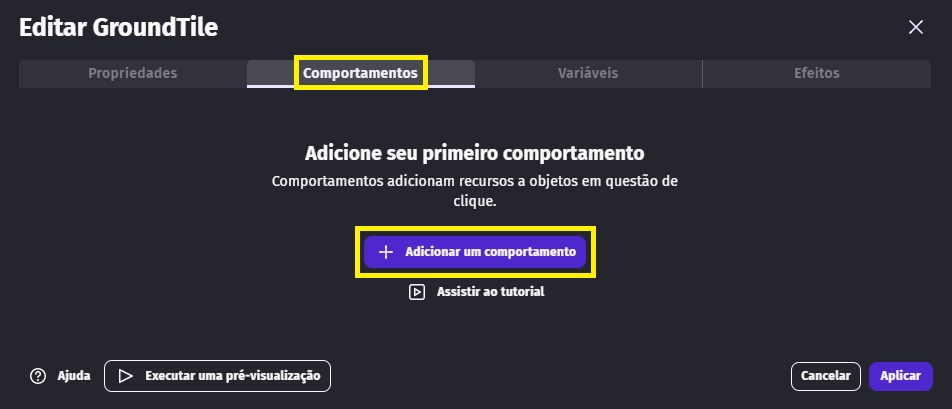 Editar GroundTile
Propriedades
Comportamentos
Variáveis
Efeitos
Adicione seu primeiro comportamento
Comportamentos adicionam recursos a objetos em questão de
clique.
Adicionar um comportamento
Assistir ao tutorial
Ajuda
Executar uma pré-visualização
Cancelar
Aplicar